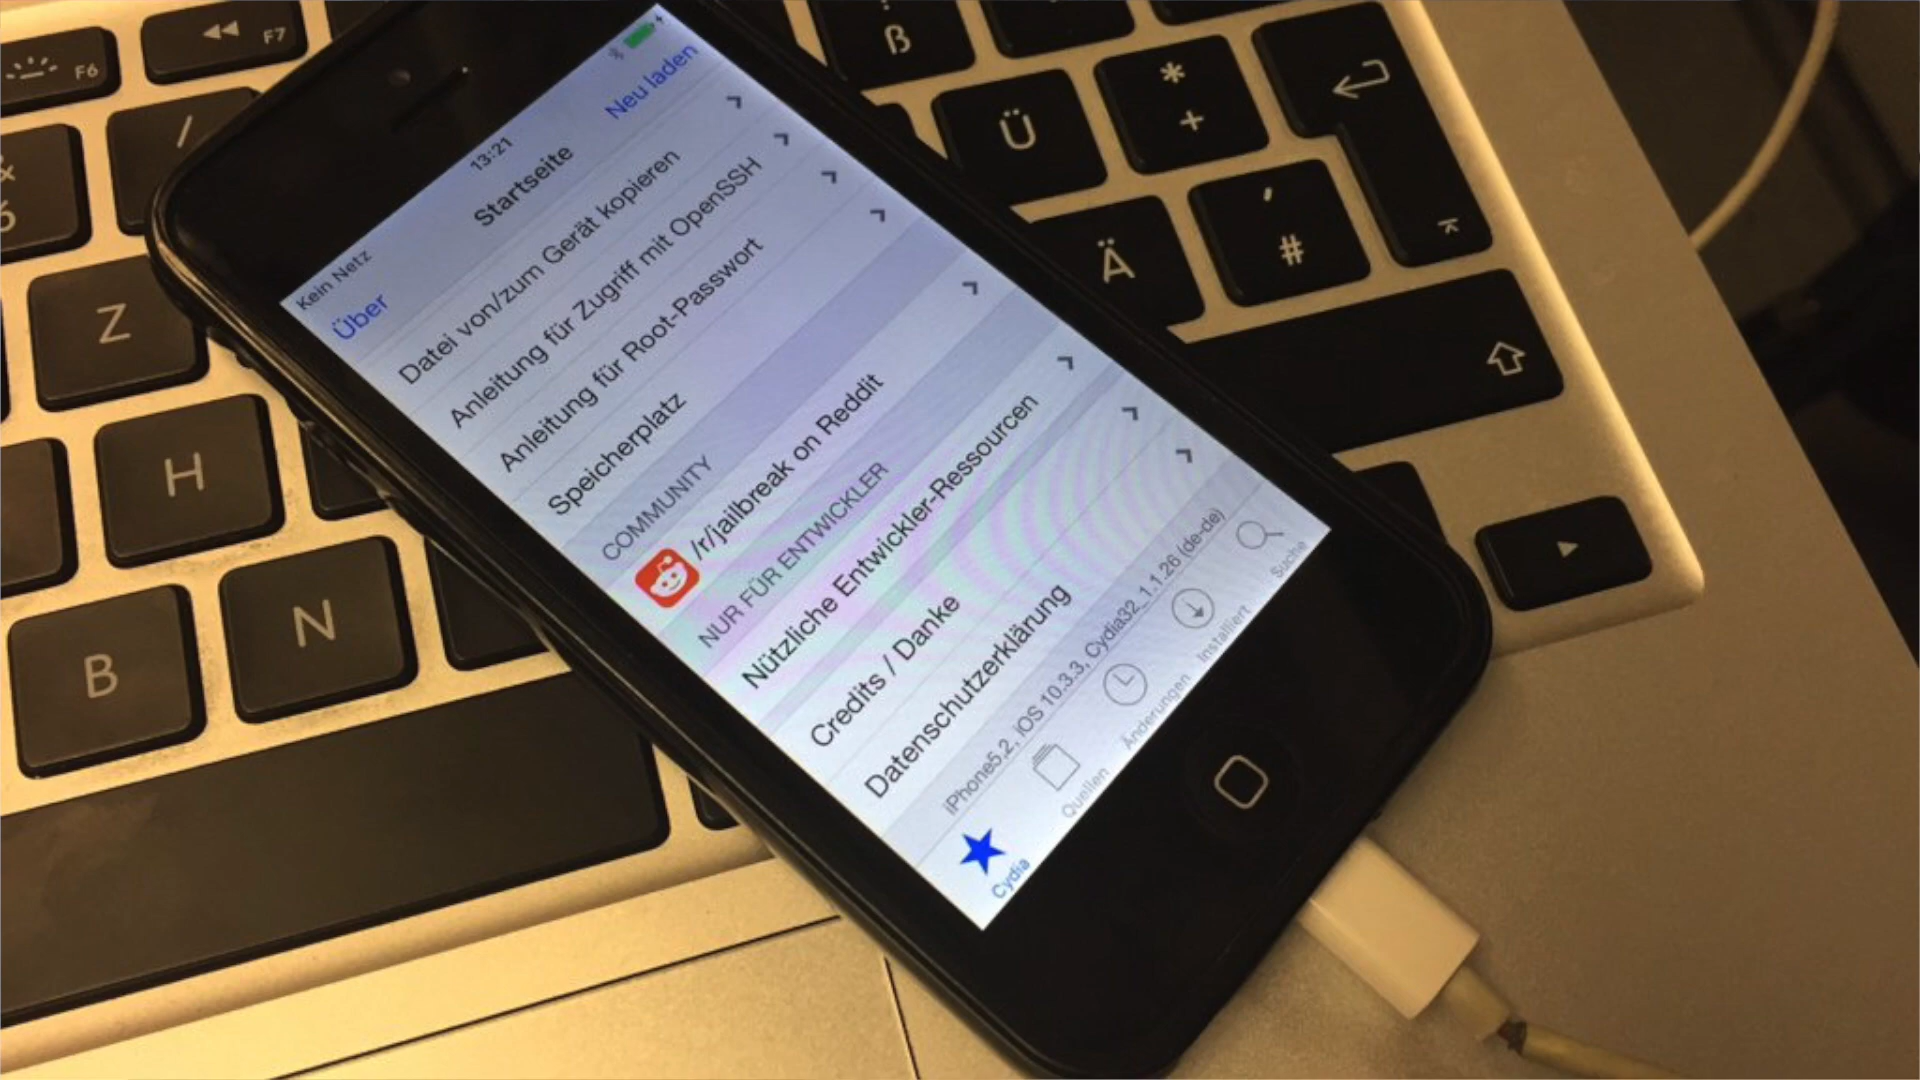 Kein Netz 13:21
Über Startseite Neu laden
Datei von/zum Gerät kopieren
Anleitung für Zugriff mit OpenSSH
Anleitung für Root-Passwort
Speicherplatz
COMMUNITY
/r/jailbreak on Reddit
NUR FÜR ENTWICKLER
Nützliche Entwickler-Ressourcen
Credits / Danke
Datenschutzerklärung
iPhone5,2, iOS 10.3.3, Cydia32_1.1.26 (de-de)
Cydia Quellen Änderungen Installiert Suche
F6
F7
ß
/
Ü
*
+
Z
Ä
'
#
H
B
N